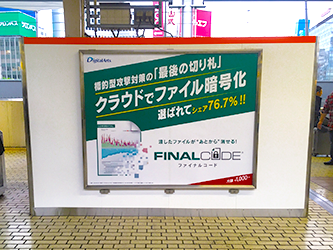 Digital Arts
標的型攻撃対策の「最後の切り札」
クラウドでファイル暗号化
選ばれてシェア76.7%!!
渡したファイルが"あとから"消せる!
FINALCODE
ファイナルコード